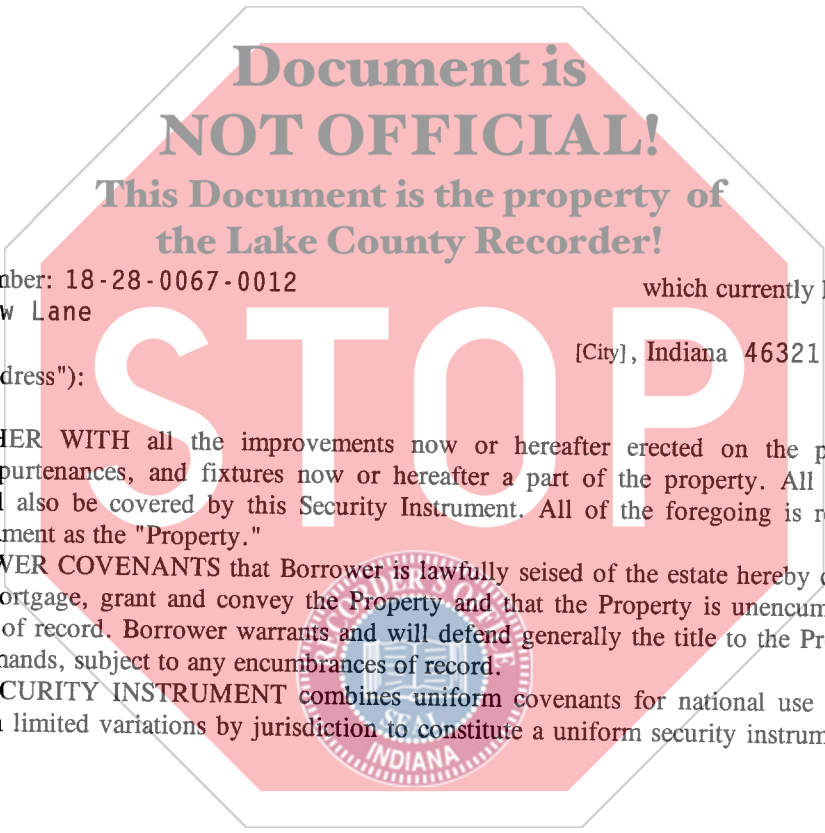 Document is
NOT OFFICIAL!
This Document is the property of
the Lake County Recorder!
mber: 18-28-0067-0012 which currently
w Lane
STOP
[City], Indiana 46321
dress"):
HER WITH all the improvements now or hereafter erected on the p
purtenances, and fixtures now or hereafter a part of the property. All
l also be covered by this Security Instrument. All of the foregoing is r
ment as the "Property."
WER COVENANTS that Borrower is lawfully seised of the estate hereby
ortgage, grant and convey the Property and that the Property is unencum
of record. Borrower warrants and will defend generally the title to the Pr
mands, subject to any encumbrances of record.
CURITY INSTRUMENT combines uniform covenants for national use
limited variations by jurisdiction to constitute a uniform security instrum
RECORDER'S OFFICE
SEAL
INDIANA